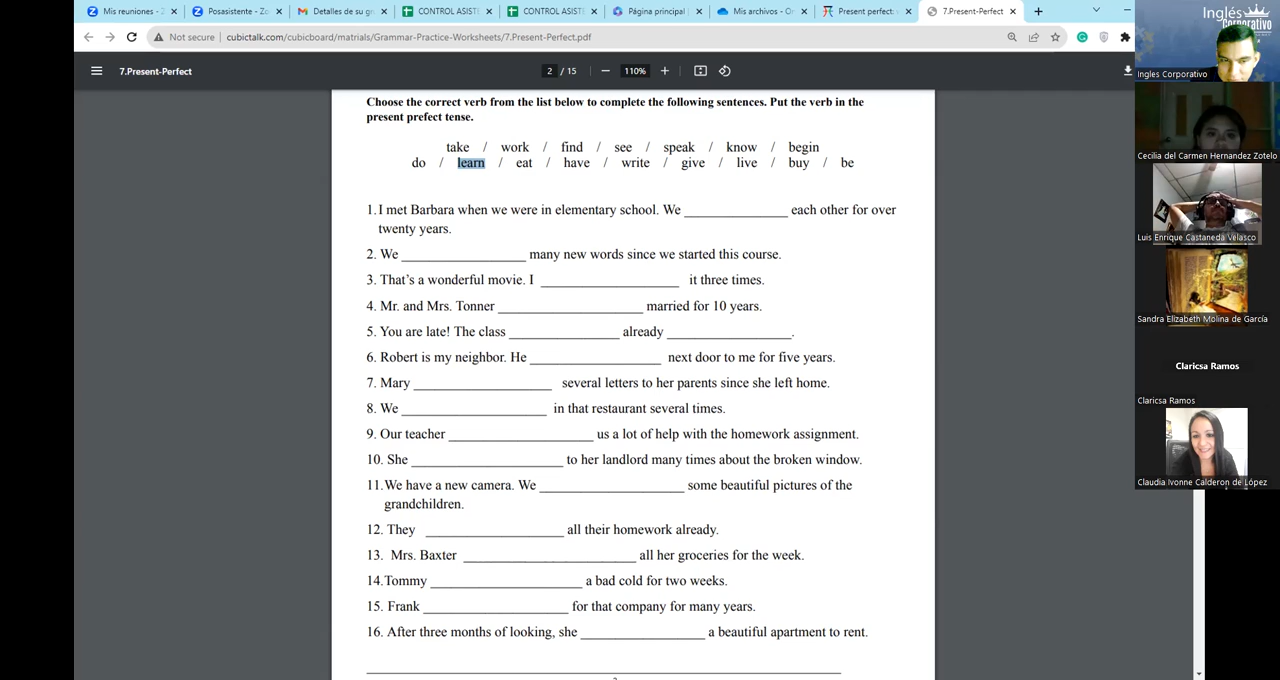 Mis reuniones - Z
Posasistente - Zo
Detalles de su gr
CONTROL ASIST
CONTROL ASIST
Página principal
Mis archivos - O
Present perfect:
7.Present-Perfect
Not secure | cubictalk.com/cubicboard/matrials/Grammar-Practice-Worksheets/7.Present-Perfect.pdf
7.Present-Perfect
2 / 15
110%
Choose the correct verb from the list below to complete the following sentences. Put the verb in the
present prefect tense.
take / work / find / see / speak / know / begin
do / learn / eat / have / write / give / live / buy / be
1. I met Barbara when we were in elementary school. We ______________ each other for over
twenty years.
2. We _________________ many new words since we started this course.
3. That's a wonderful movie. I ___________________ it three times.
4. Mr. and Mrs. Tonner ____________________ married for 10 years.
5. You are late! The class _______________ already _________________.
6. Robert is my neighbor. He __________________ next door to me for five years.
7. Mary ___________________ several letters to her parents since she left home.
8. We ____________________ in that restaurant several times.
9. Our teacher ____________________ us a lot of help with the homework assignment.
10. She _____________________ to her landlord many times about the broken window.
11.We have a new camera. We ____________________ some beautiful pictures of the
grandchildren.
12. They ___________________ all their homework already.
13. Mrs. Baxter ________________________ all her groceries for the week.
14.Tommy _____________________ a bad cold for two weeks.
15. Frank ____________________ for that company for many years.
16. After three months of looking, she _________________ a beautiful apartment to rent.
Inglés
Corporativo
Ingles Corporativo
Cecilia del Carmen Hernandez Zotelo
Luis Enrique Castaneda Velasco
Sandra Elizabeth Molina de García
Claricsa Ramos
Claricsa Ramos
Claudia Ivonne Calderon de López